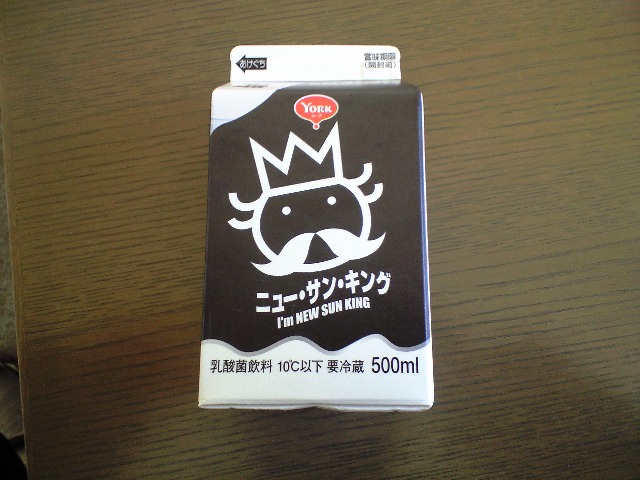 あけぐち
賞味期限
(開封前)
YORK
ニュー・サン・キング
I'm NEW SUN KING
乳酸菌飲料 10℃以下 要冷蔵 500ml